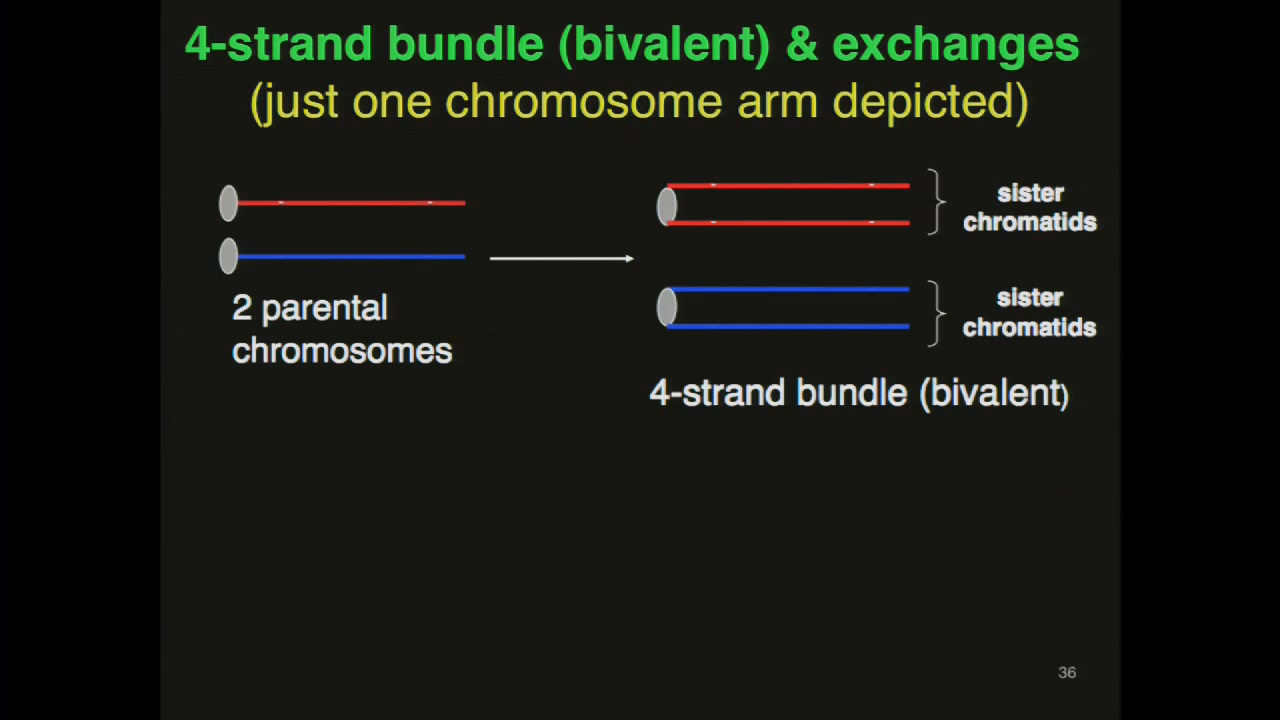 4-strand bundle (bivalent) & exchanges
(just one chromosome arm depicted)
sister
chromatids
2 parental
chromosomes
sister
chromatids
4-strand bundle (bivalent)
36